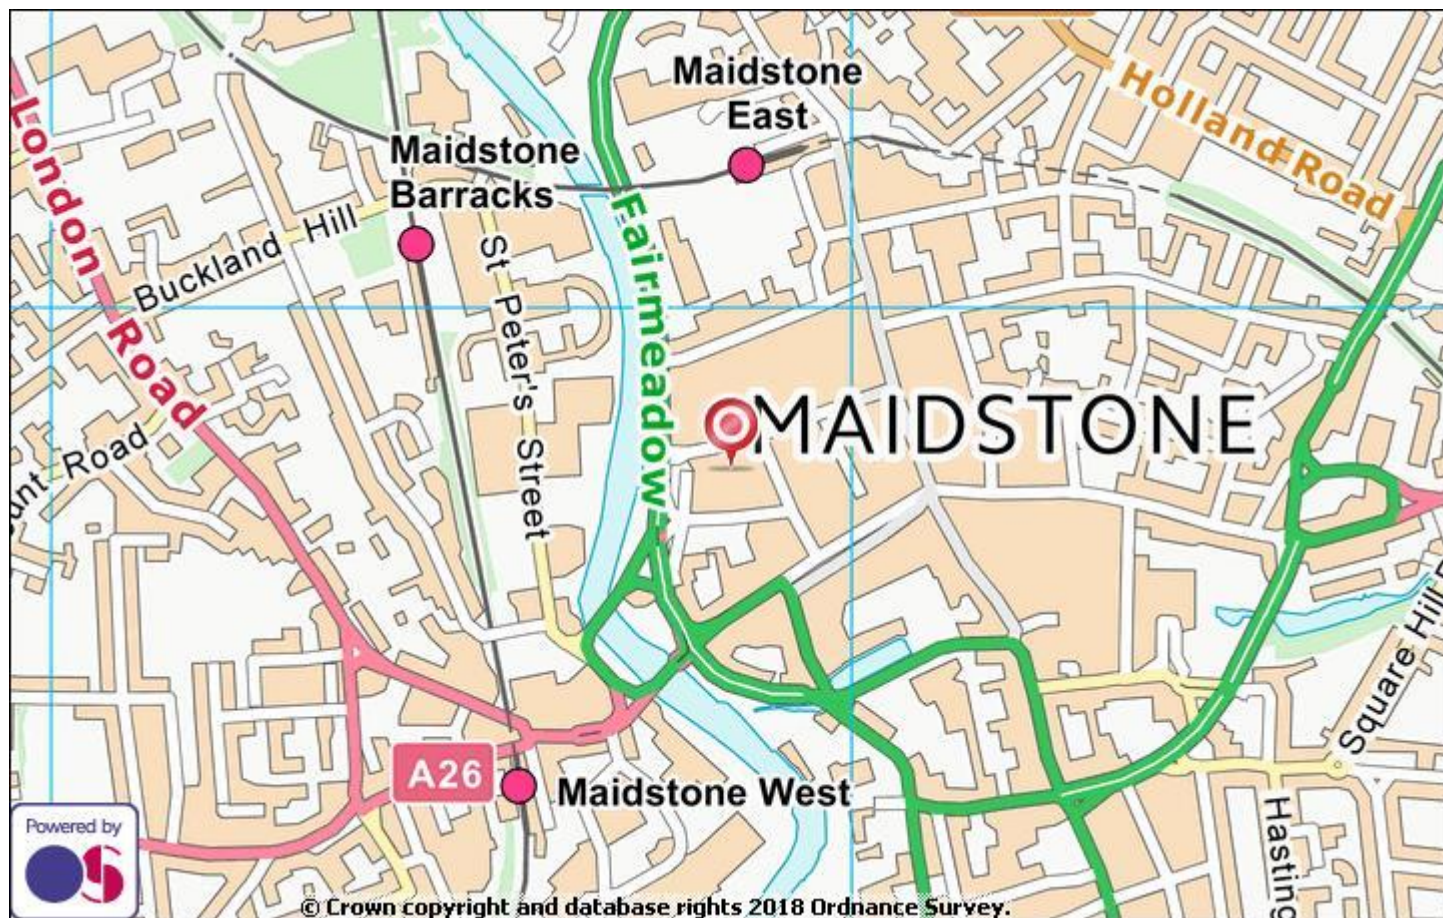 Maidstone
East
Holland Road
London Road
Maidstone
Barracks
Buckland Hill
St Peter's Street
Fairmeadow
MAIDSTONE
Road
Square Hill
A26
Maidstone West
Powered by
OS
© Crown copyright and database rights 2018 Ordnance Survey.